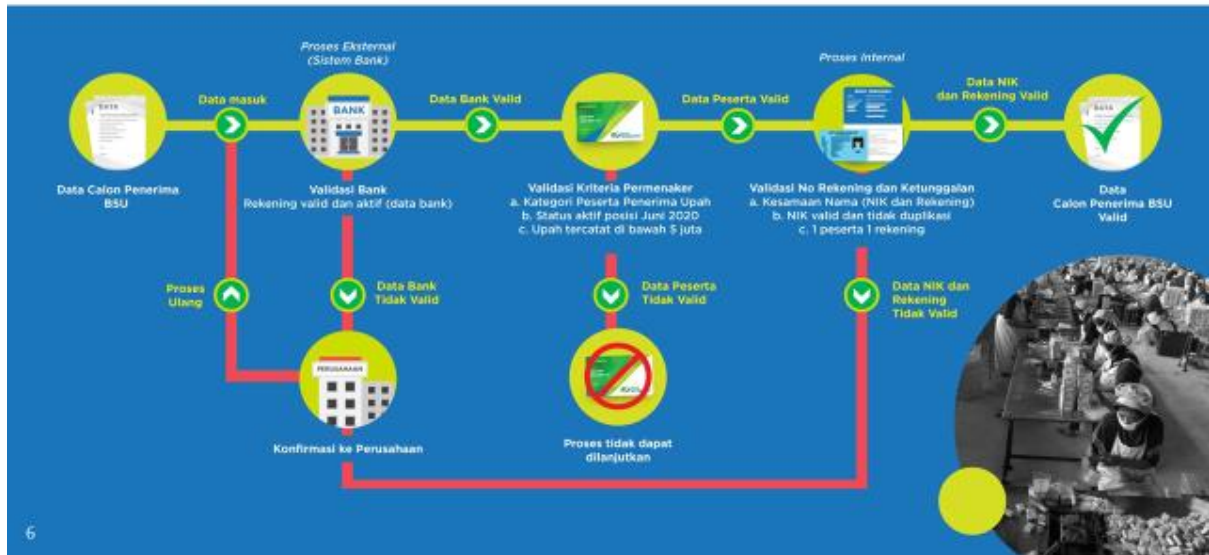 Proses Eksternal
(Sistem Bank)
Proses Internal
Data masuk
Data Bank Valid
Data Peserta Valid
Data NIK
dan Rekening Valid
DATA
BANK
DATA
Data Calon Penerima
BSU
Validasi Bank
Rekening valid dan aktif (data bank)
Validasi Kriteria Permenaker
a. Kategori Peserta Penerima Upah
b. Status aktif posisi Juni 2020
c. Upah tercatat di bawah 5 juta
Validasi No Rekening dan Ketunggalan
a. Kesamaan Nama (NIK dan Rekening)
b. NIK valid dan tidak duplikasi
c. 1 peserta 1 rekening
Data
Calon Penerima BSU
Valid
Proses
Ulang
Data Bank
Tidak Valid
Data Peserta
Tidak Valid
Data NIK dan
Rekening
Tidak Valid
PERUSAHAAN
Konfirmasi ke Perusahaan
Proses tidak dapat
dilanjutkan
6